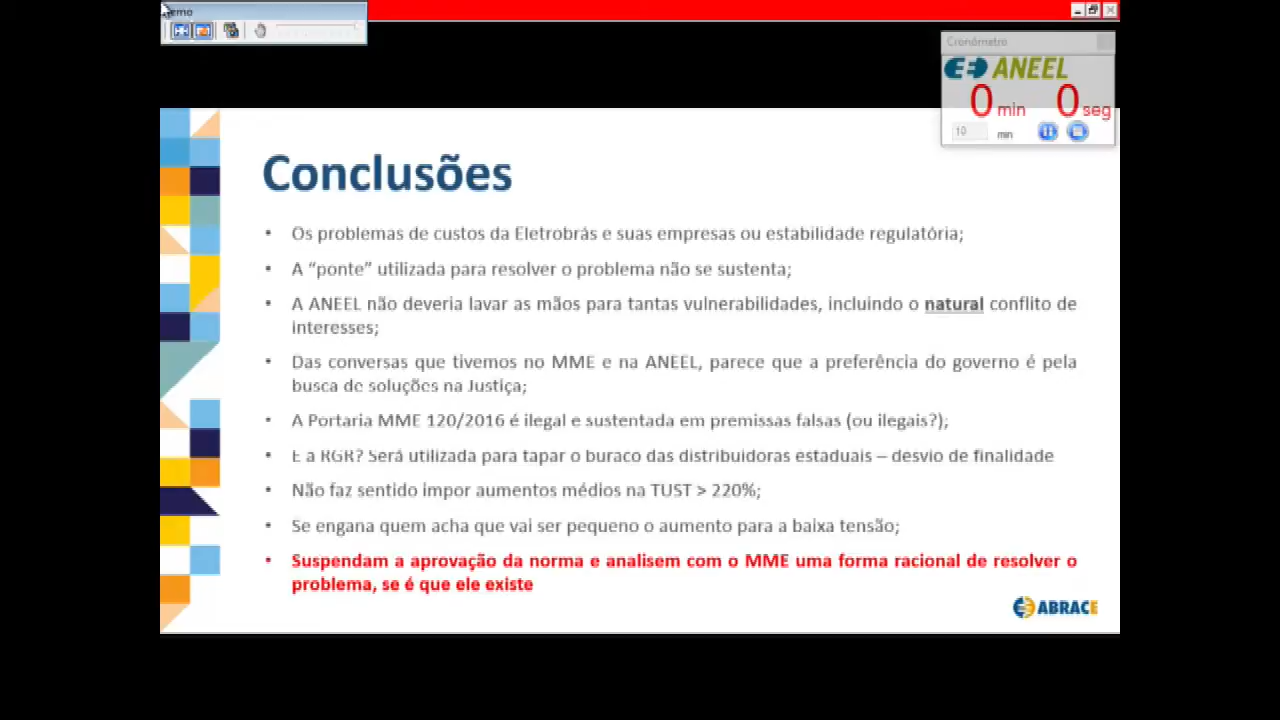 emo
Cronômetro
ANEEL
0 min 0 seg
10 min
Conclusões
• Os problemas de custos da Eletrobrás e suas empresas ou estabilidade regulatória;
• A “ponte” utilizada para resolver o problema não se sustenta;
• A ANEEL não deveria lavar as mãos para tantas vulnerabilidades, incluindo o natural conflito de
interesses;
• Das conversas que tivemos no MME e na ANEEL, parece que a preferência do governo é pela
busca de soluções na Justiça;
• A Portaria MME 120/2016 é ilegal e sustentada em premissas falsas (ou ilegais?);
• E a RGR? Será utilizada para tapar o buraco das distribuidoras estaduais – desvio de finalidade
• Não faz sentido impor aumentos médios na TUST > 220%;
• Se engana quem acha que vai ser pequeno o aumento para a baixa tensão;
• Suspendam a aprovação da norma e analisem com o MME uma forma racional de resolver o
problema, se é que ele existe
ABRACE